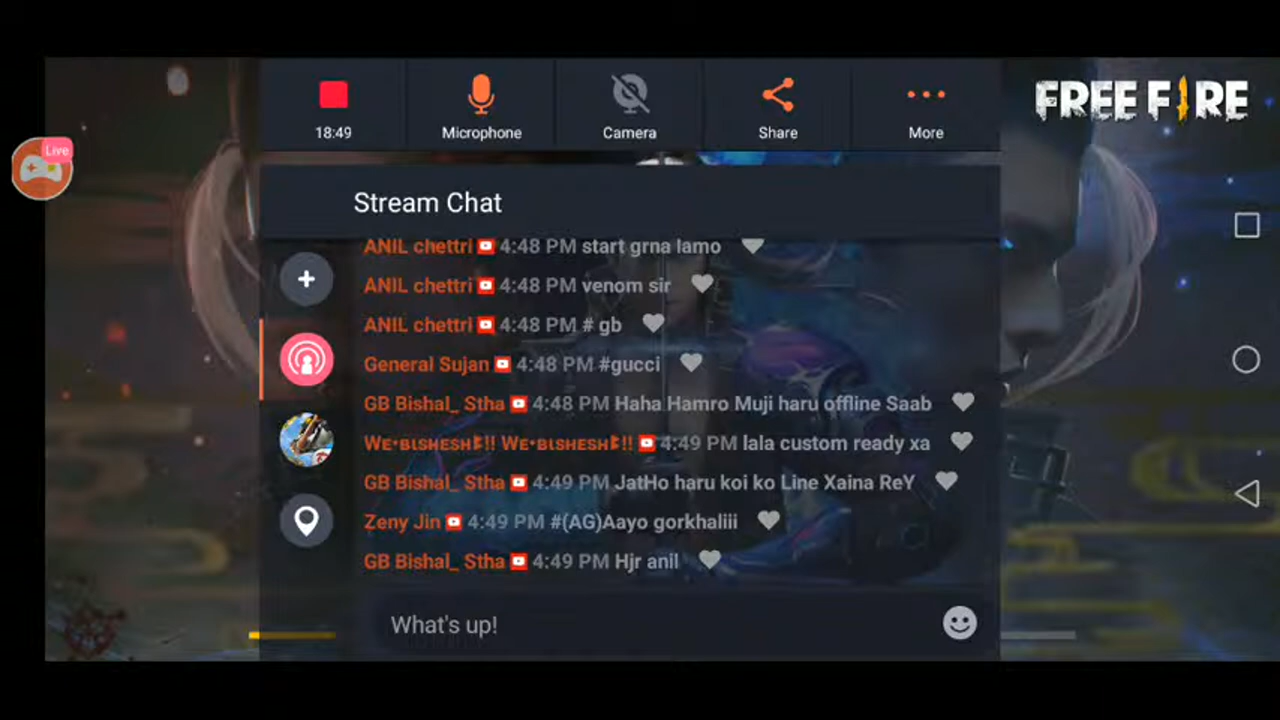 FREE FIRE
Live
18:49
Microphone
Camera
Share
More
Stream Chat
ANIL chettri 4:48 PM start grna lamo
ANIL chettri 4:48 PM venom sir
ANIL chettri 4:48 PM # gb
General Sujan 4:48 PM #gucci
GB Bishal_ Stha 4:48 PM Haha Hamro Muji haru offline Saab
Wᴇ•ʙʟsʜᴇsʜ!! Wᴇ•ʙʟsʜᴇsʜ!! 4:49 PM lala custom ready xa
GB Bishal_ Stha 4:49 PM JatHo haru koi ko Line Xaina ReY
Zeny Jin 4:49 PM #(AG)Aayo gorkhaliii
GB Bishal_ Stha 4:49 PM Hjr anil
What's up!